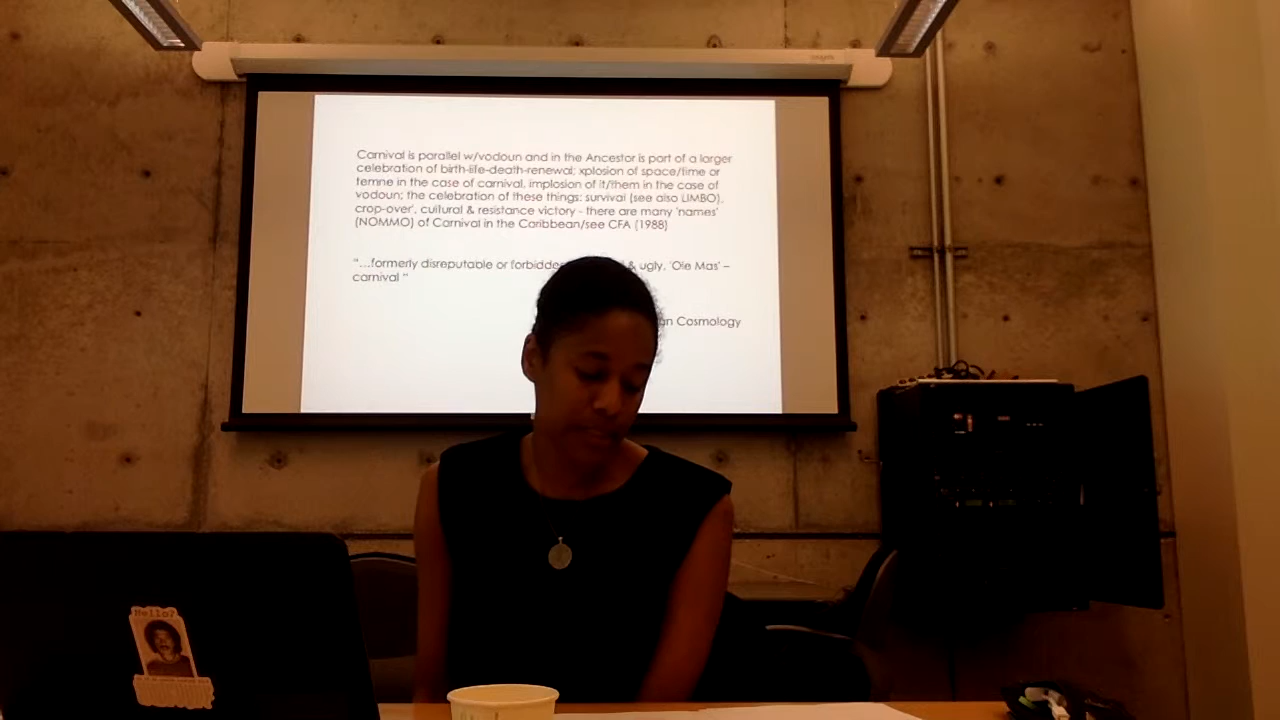 Carnival is parallel w/vodoun and in the Ancestor is part of a larger
celebration of birth-life-death-renewal; xplosion of space/time or
temne in the case of carnival, implosion of it/them in the case of
vodoun; the celebration of these things: survival (see also LIMBO),
crop-over', cultural & resistance victory - there are many 'names'
(NOMMO) of Carnival in the Caribbean/see CFA (1988)
"...formerly disreputable or forbidden & ugly. 'Ole Mas' –
carnival "
an Cosmology
Hello?